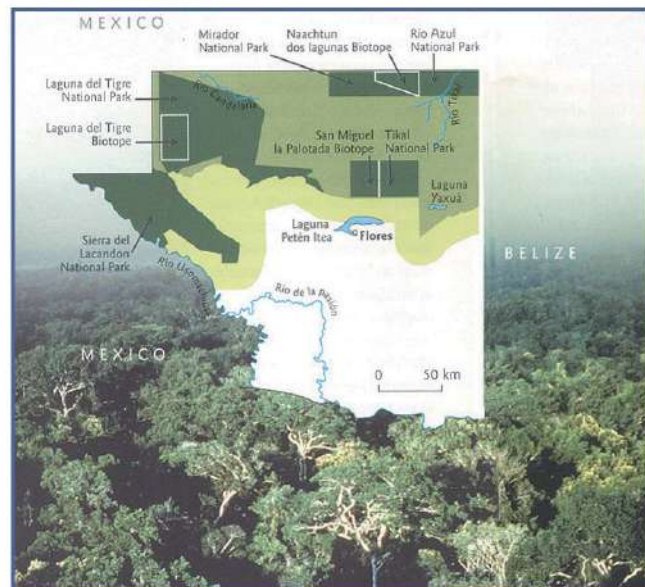 MEXICO
Mirador
National Park
Naachtun
dos lagunas Biotope
Río Azul
National Park
Laguna del Tigre
National Park
Río Candelaria
Río Tikal
Laguna del Tigre
Biotope
San Miguel
la Palotada Biotope
Tikal
National Park
Laguna
Yaxuá
Laguna
Petén Itea
Flores
Sierra del
Lacandon
National Park
BELIZE
Río Usumacinta
Río de la pasión
MEXICO
0 50 km